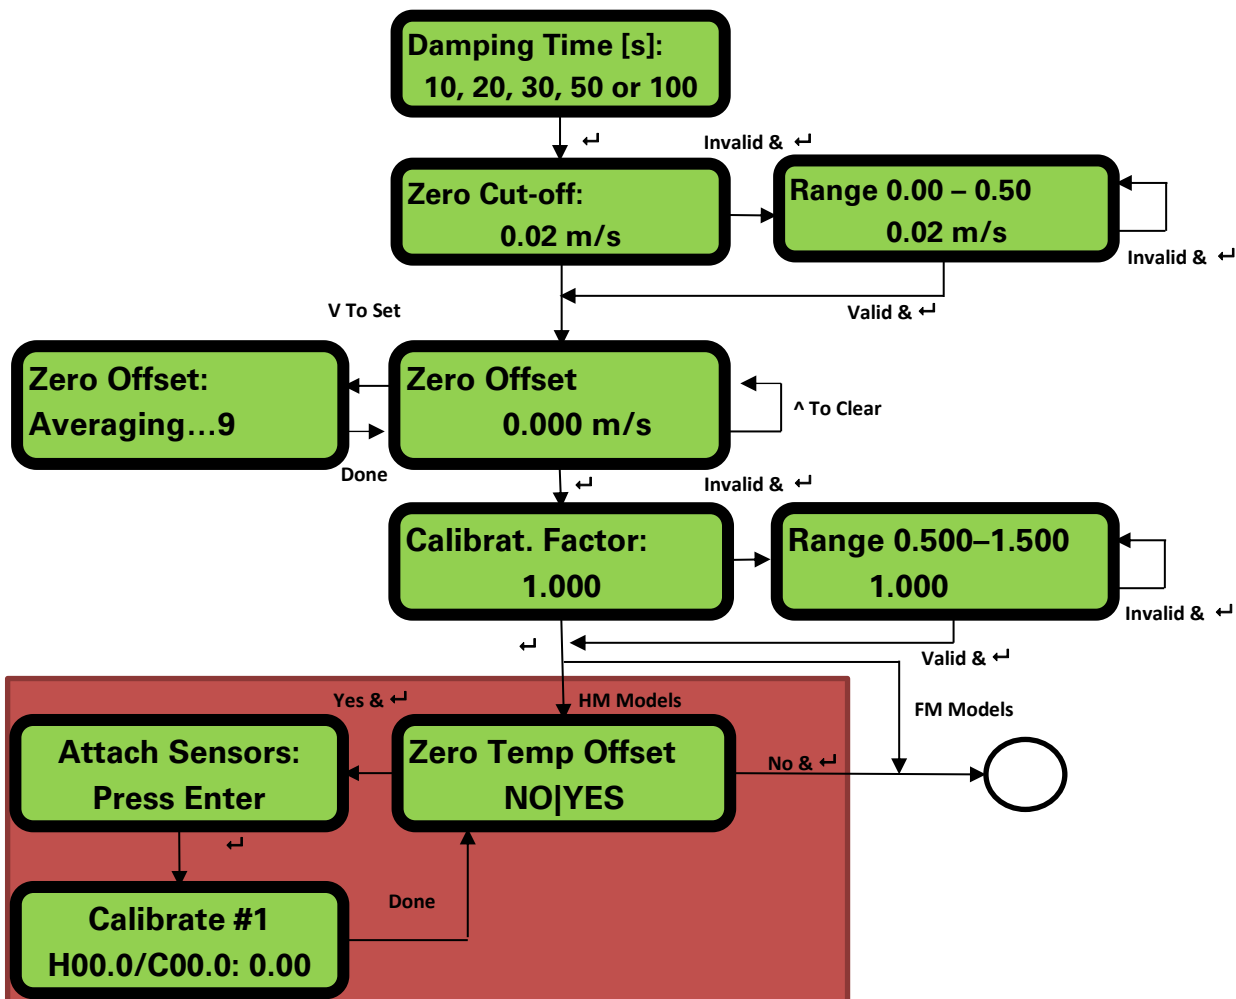 Damping Time [s]:
10, 20, 30, 50 or 100
↵
Invalid & ↵
Zero Cut-off:
0.02 m/s
Range 0.00 – 0.50
0.02 m/s
Invalid & ↵
Valid & ↵
V To Set
Zero Offset:
Averaging...9
Zero Offset
0.000 m/s
^ To Clear
Done
↵
Invalid & ↵
Calibrat. Factor:
1.000
Range 0.500–1.500
1.000
Invalid & ↵
↵
Valid & ↵
Yes & ↵
HM Models
FM Models
Attach Sensors:
Press Enter
Zero Temp Offset
NO|YES
No & ↵
↵
Calibrate #1
H00.0/C00.0: 0.00
Done